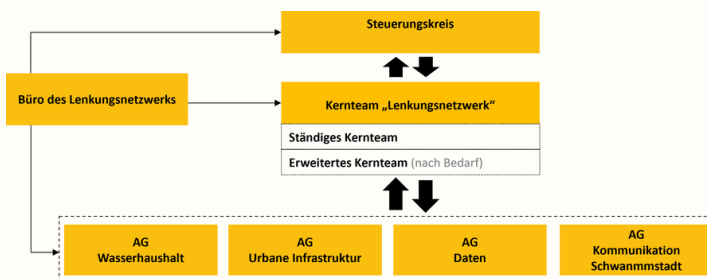 Steuerungskreis
Büro des Lenkungsnetzwerks
Kernteam „Lenkungsnetzwerk“
Ständiges Kernteam
Erweitertes Kernteam (nach Bedarf)
AG
Wasserhaushalt
AG
Urbane Infrastruktur
AG
Daten
AG
Kommunikation
Schwanmmstadt